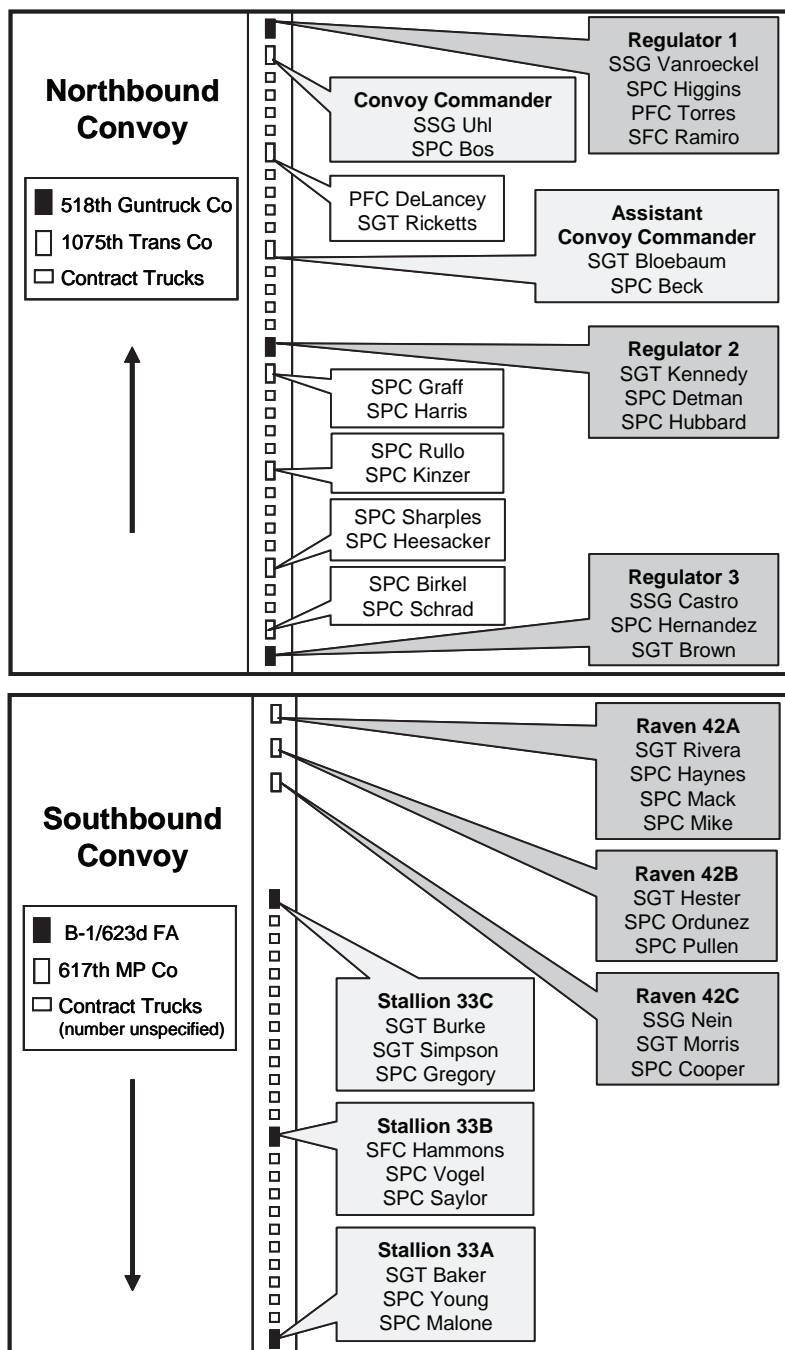 Northbound
Convoy
518th Guntruck Co
1075th Trans Co
Contract Trucks
Regulator 1
SSG Vanroeckel
SPC Higgins
PFC Torres
SFC Ramiro
Convoy Commander
SSG Uhl
SPC Bos
PFC DeLancey
SGT Ricketts
Assistant
Convoy Commander
SGT Bloebaum
SPC Beck
Regulator 2
SGT Kennedy
SPC Detman
SPC Hubbard
SPC Graff
SPC Harris
SPC Rullo
SPC Kinzer
SPC Sharples
SPC Heesacker
SPC Birkel
SPC Schrad
Regulator 3
SSG Castro
SPC Hernandez
SGT Brown
Southbound
Convoy
B-1/623d FA
617th MP Co
Contract Trucks
(number unspecified)
Raven 42A
SGT Rivera
SPC Haynes
SPC Mack
SPC Mike
Raven 42B
SGT Hester
SPC Ordunez
SPC Pullen
Raven 42C
SSG Nein
SGT Morris
SPC Cooper
Stallion 33C
SGT Burke
SGT Simpson
SPC Gregory
Stallion 33B
SFC Hammons
SPC Vogel
SPC Saylor
Stallion 33A
SGT Baker
SPC Young
SPC Malone